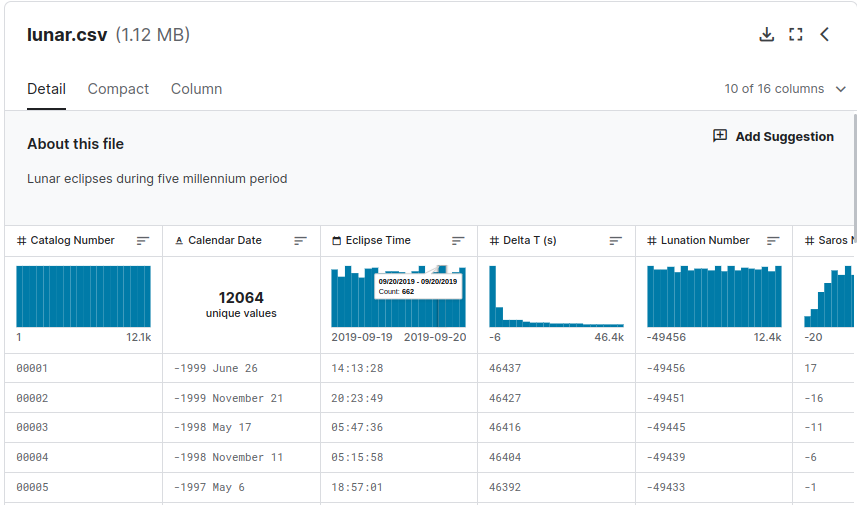 lunar.csv (1.12 MB)
Detail Compact Column 10 of 16 columns
About this file
Add Suggestion
Lunar eclipses during five millennium period
# Catalog Number A Calendar Date Eclipse Time # Delta T (s) # Lunation Number # Saros
12064
unique values
09/20/2019 - 09/20/2019
Count: 662
1 12.1k 2019-09-19 2019-09-20 -6 46.4k -49456 12.4k -20
00001 -1999 June 26 14:13:28 46437 -49456 17
00002 -1999 November 21 20:23:49 46427 -49451 -16
00003 -1998 May 17 05:47:36 46416 -49445 -11
00004 -1998 November 11 05:15:58 46404 -49439 -6
00005 -1997 May 6 18:57:01 46392 -49433 -1